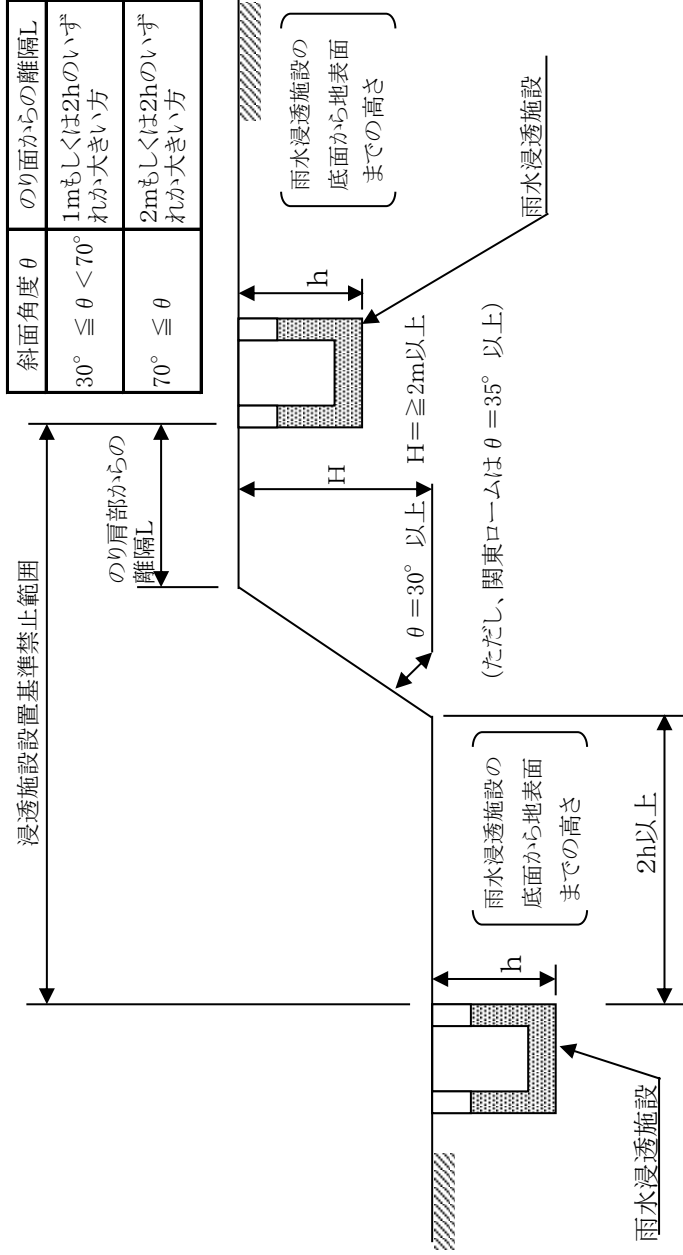 浸透施設設置基準禁止範囲
のり肩部からの
離隔L
斜面角度 θ
のり面からの離隔L
30° ≦ θ <70°
1mもしくは2hのいず
れか大きい方
70° ≦ θ
2mもしくは2hのいず
れか大きい方
H
h
雨水浸透施設の
底面から地表面
までの高さ
θ =30° 以上
H=≧2m以上
(ただし、関東ロームは θ =35° 以上)
雨水浸透施設
h
雨水浸透施設の
底面から地表面
までの高さ
2h以上
雨水浸透施設